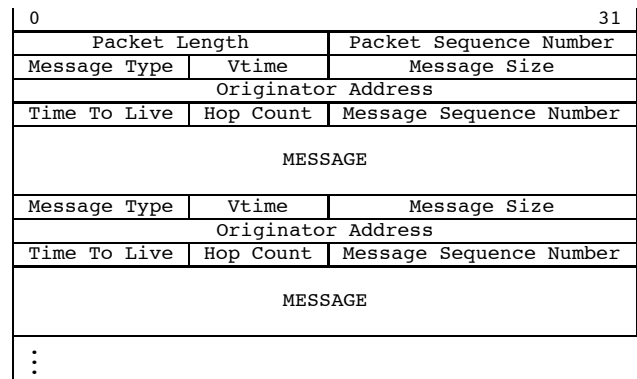 0 31
Packet Length Packet Sequence Number
Message Type Vtime Message Size
Originator Address
Time To Live Hop Count Message Sequence Number
MESSAGE
Message Type Vtime Message Size
Originator Address
Time To Live Hop Count Message Sequence Number
MESSAGE
⋮